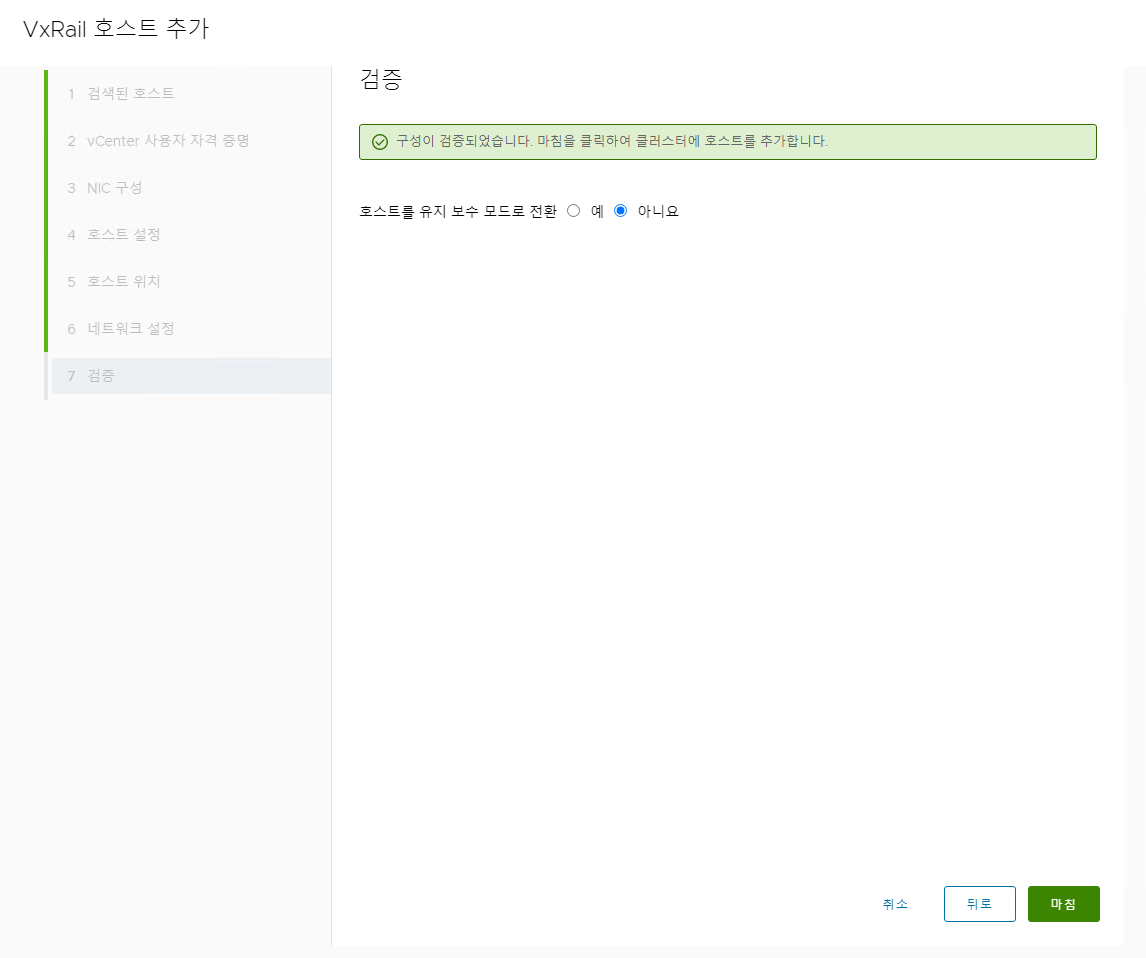 VxRail 호스트 추가
1 검색된 호스트
2 vCenter 사용자 자격 증명
3 NIC 구성
4 호스트 설정
5 호스트 위치
6 네트워크 설정
7 검증
검증
구성이 검증되었습니다. 마침을 클릭하여 클러스터에 호스트를 추가합니다.
호스트를 유지 보수 모드로 전환 예 아니요
취소 뒤로 마침